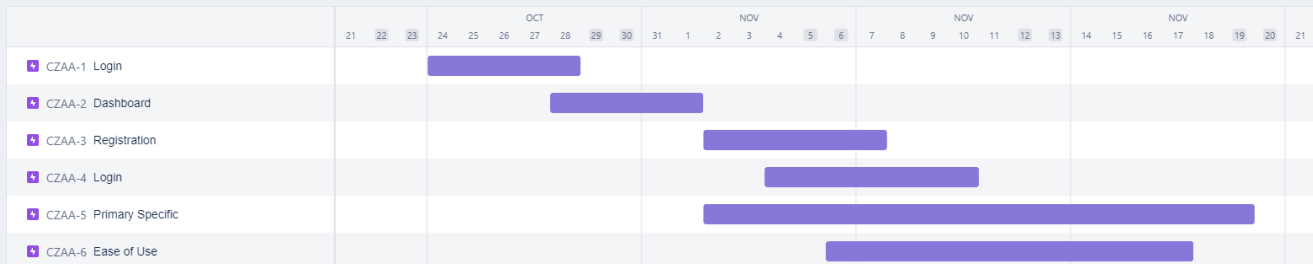 OCT NOV NOV NOV
21 22 23 24 25 26 27 28 29 30 31 1 2 3 4 5 6 7 8 9 10 11 12 13 14 15 16 17 18 19 20 21
CZAA-1 Login
CZAA-2 Dashboard
CZAA-3 Registration
CZAA-4 Login
CZAA-5 Primary Specific
CZAA-6 Ease of Use